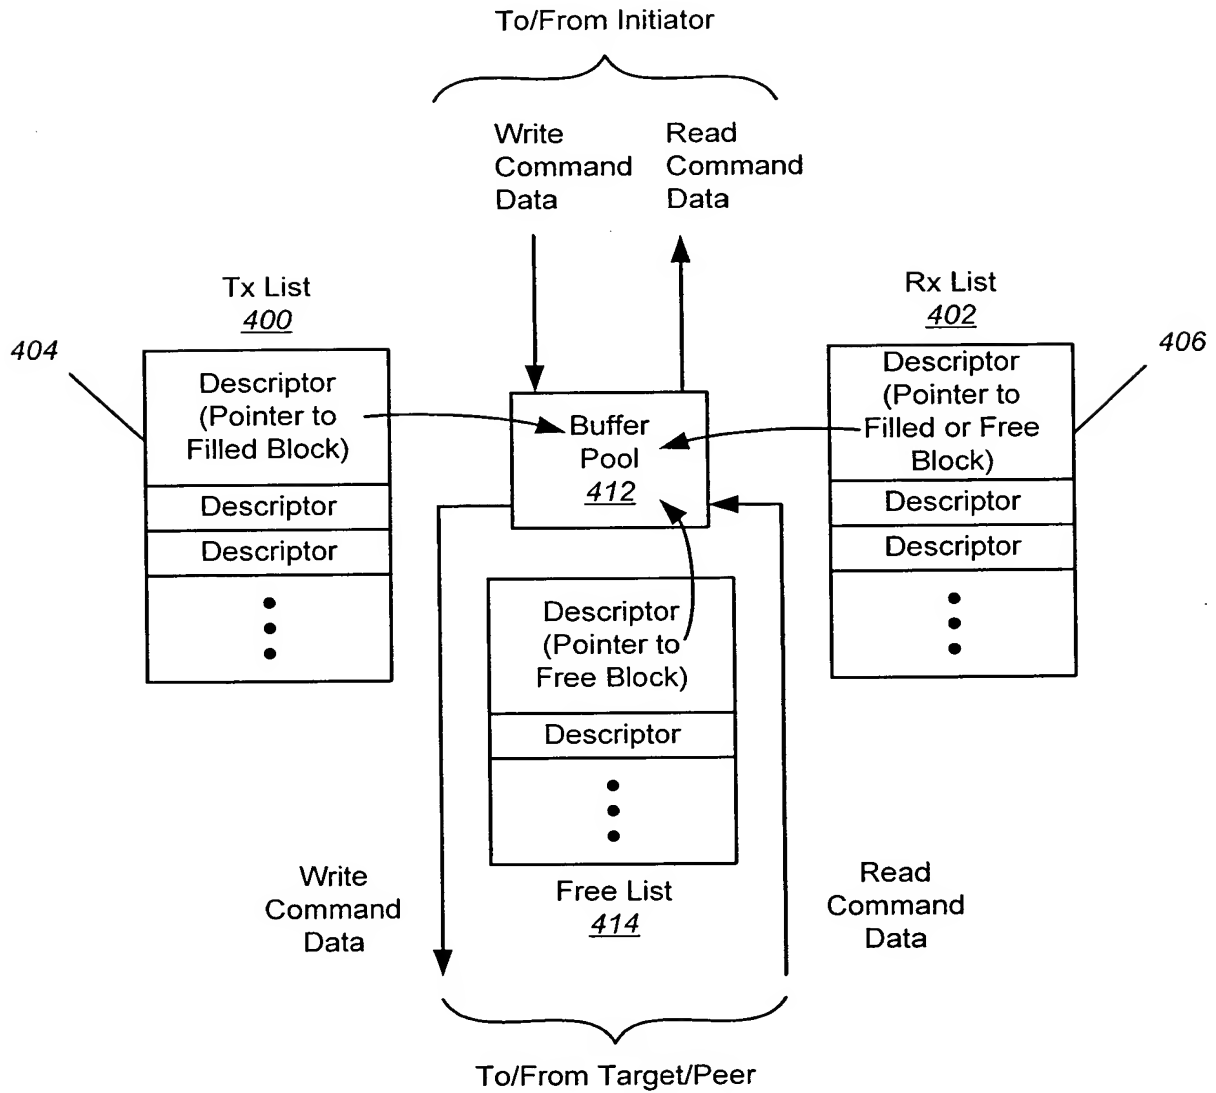 To/From Initiator
Write
Command
Data
Read
Command
Data
Tx List
400
Rx List
402
404
406
Descriptor
(Pointer to
Filled Block)
Descriptor
Descriptor
Buffer
Pool
412
Descriptor
(Pointer to
Filled or Free
Block)
Descriptor
Descriptor
Descriptor
(Pointer to
Free Block)
Descriptor
Free List
414
Write
Command
Data
Read
Command
Data
To/From Target/Peer